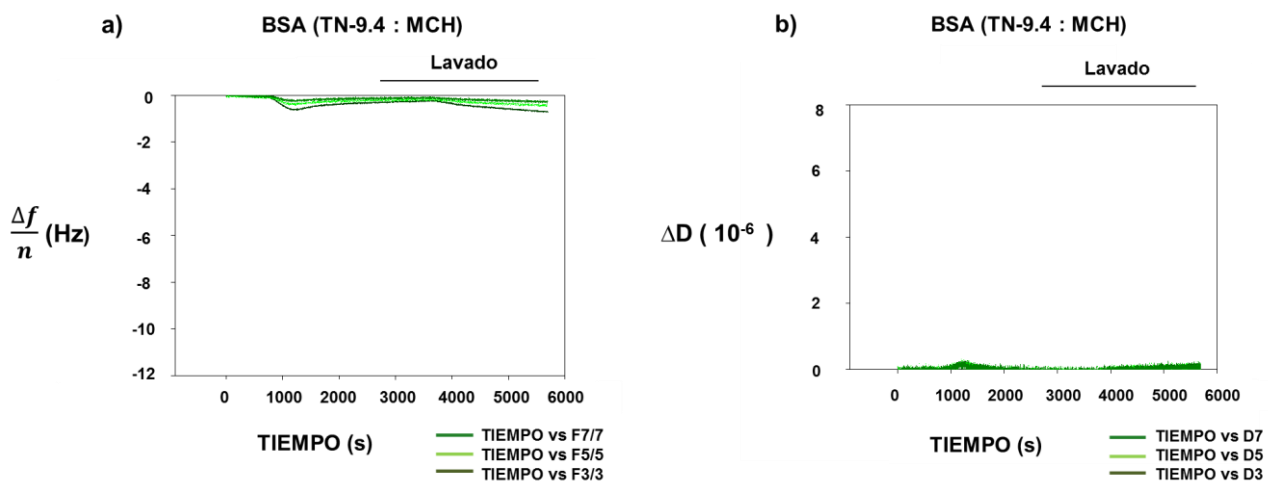 a)
BSA (TN-9.4 : MCH)
Lavado
0
-2
-4
-6
-8
-10
-12
Δf
n
(Hz)
0 1000 2000 3000 4000 5000 6000
TIEMPO (s)
TIEMPO vs F7/7
TIEMPO vs F5/5
TIEMPO vs F3/3
b)
BSA (TN-9.4 : MCH)
Lavado
8
6
4
2
0
ΔD ( 10⁻⁶ )
0 1000 2000 3000 4000 5000 6000
TIEMPO (s)
TIEMPO vs D7
TIEMPO vs D5
TIEMPO vs D3